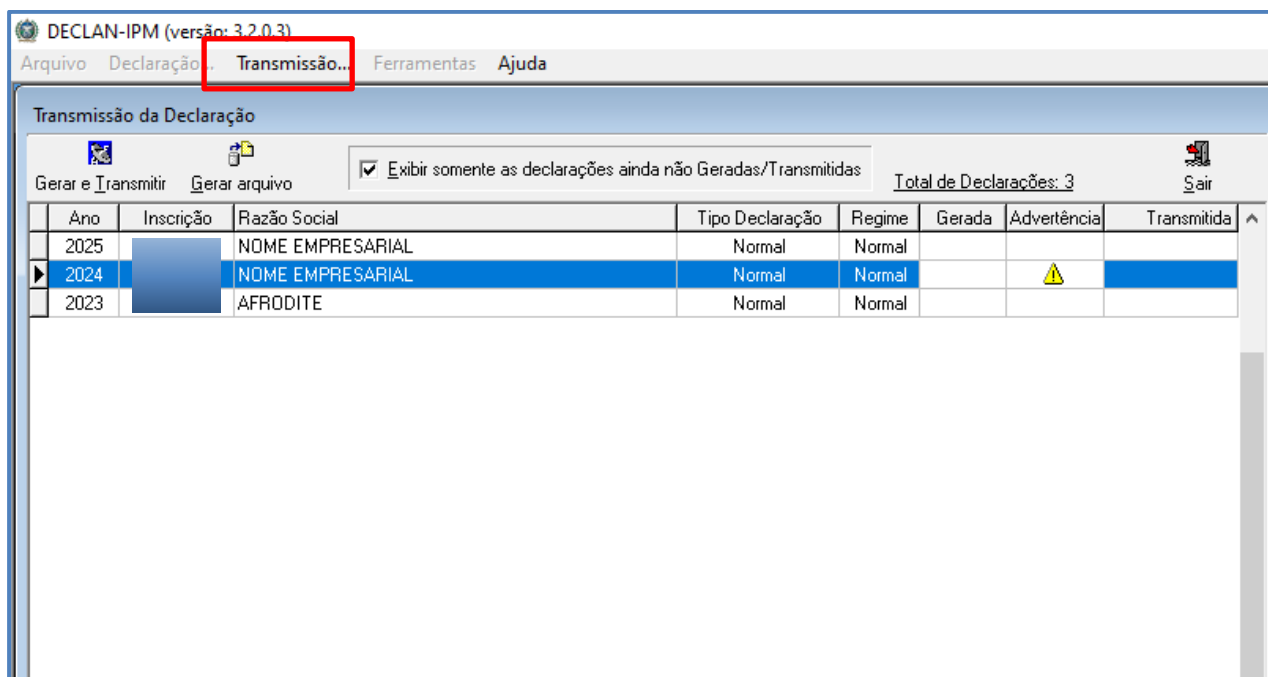 DECLAN-IPM (versão: 3.2.0.3)
Arquivo Declaração... Transmissão... Ferramentas Ajuda
Transmissão da Declaração
Gerar e Transmitir Gerar arquivo Exibir somente as declarações ainda não Geradas/Transmitidas Total de Declarações: 3 Sair
Ano Inscrição Razão Social Tipo Declaração Regime Gerada Advertência Transmitida
2025 NOME EMPRESARIAL Normal Normal
2024 NOME EMPRESARIAL Normal Normal
2023 AFRODITE Normal Normal